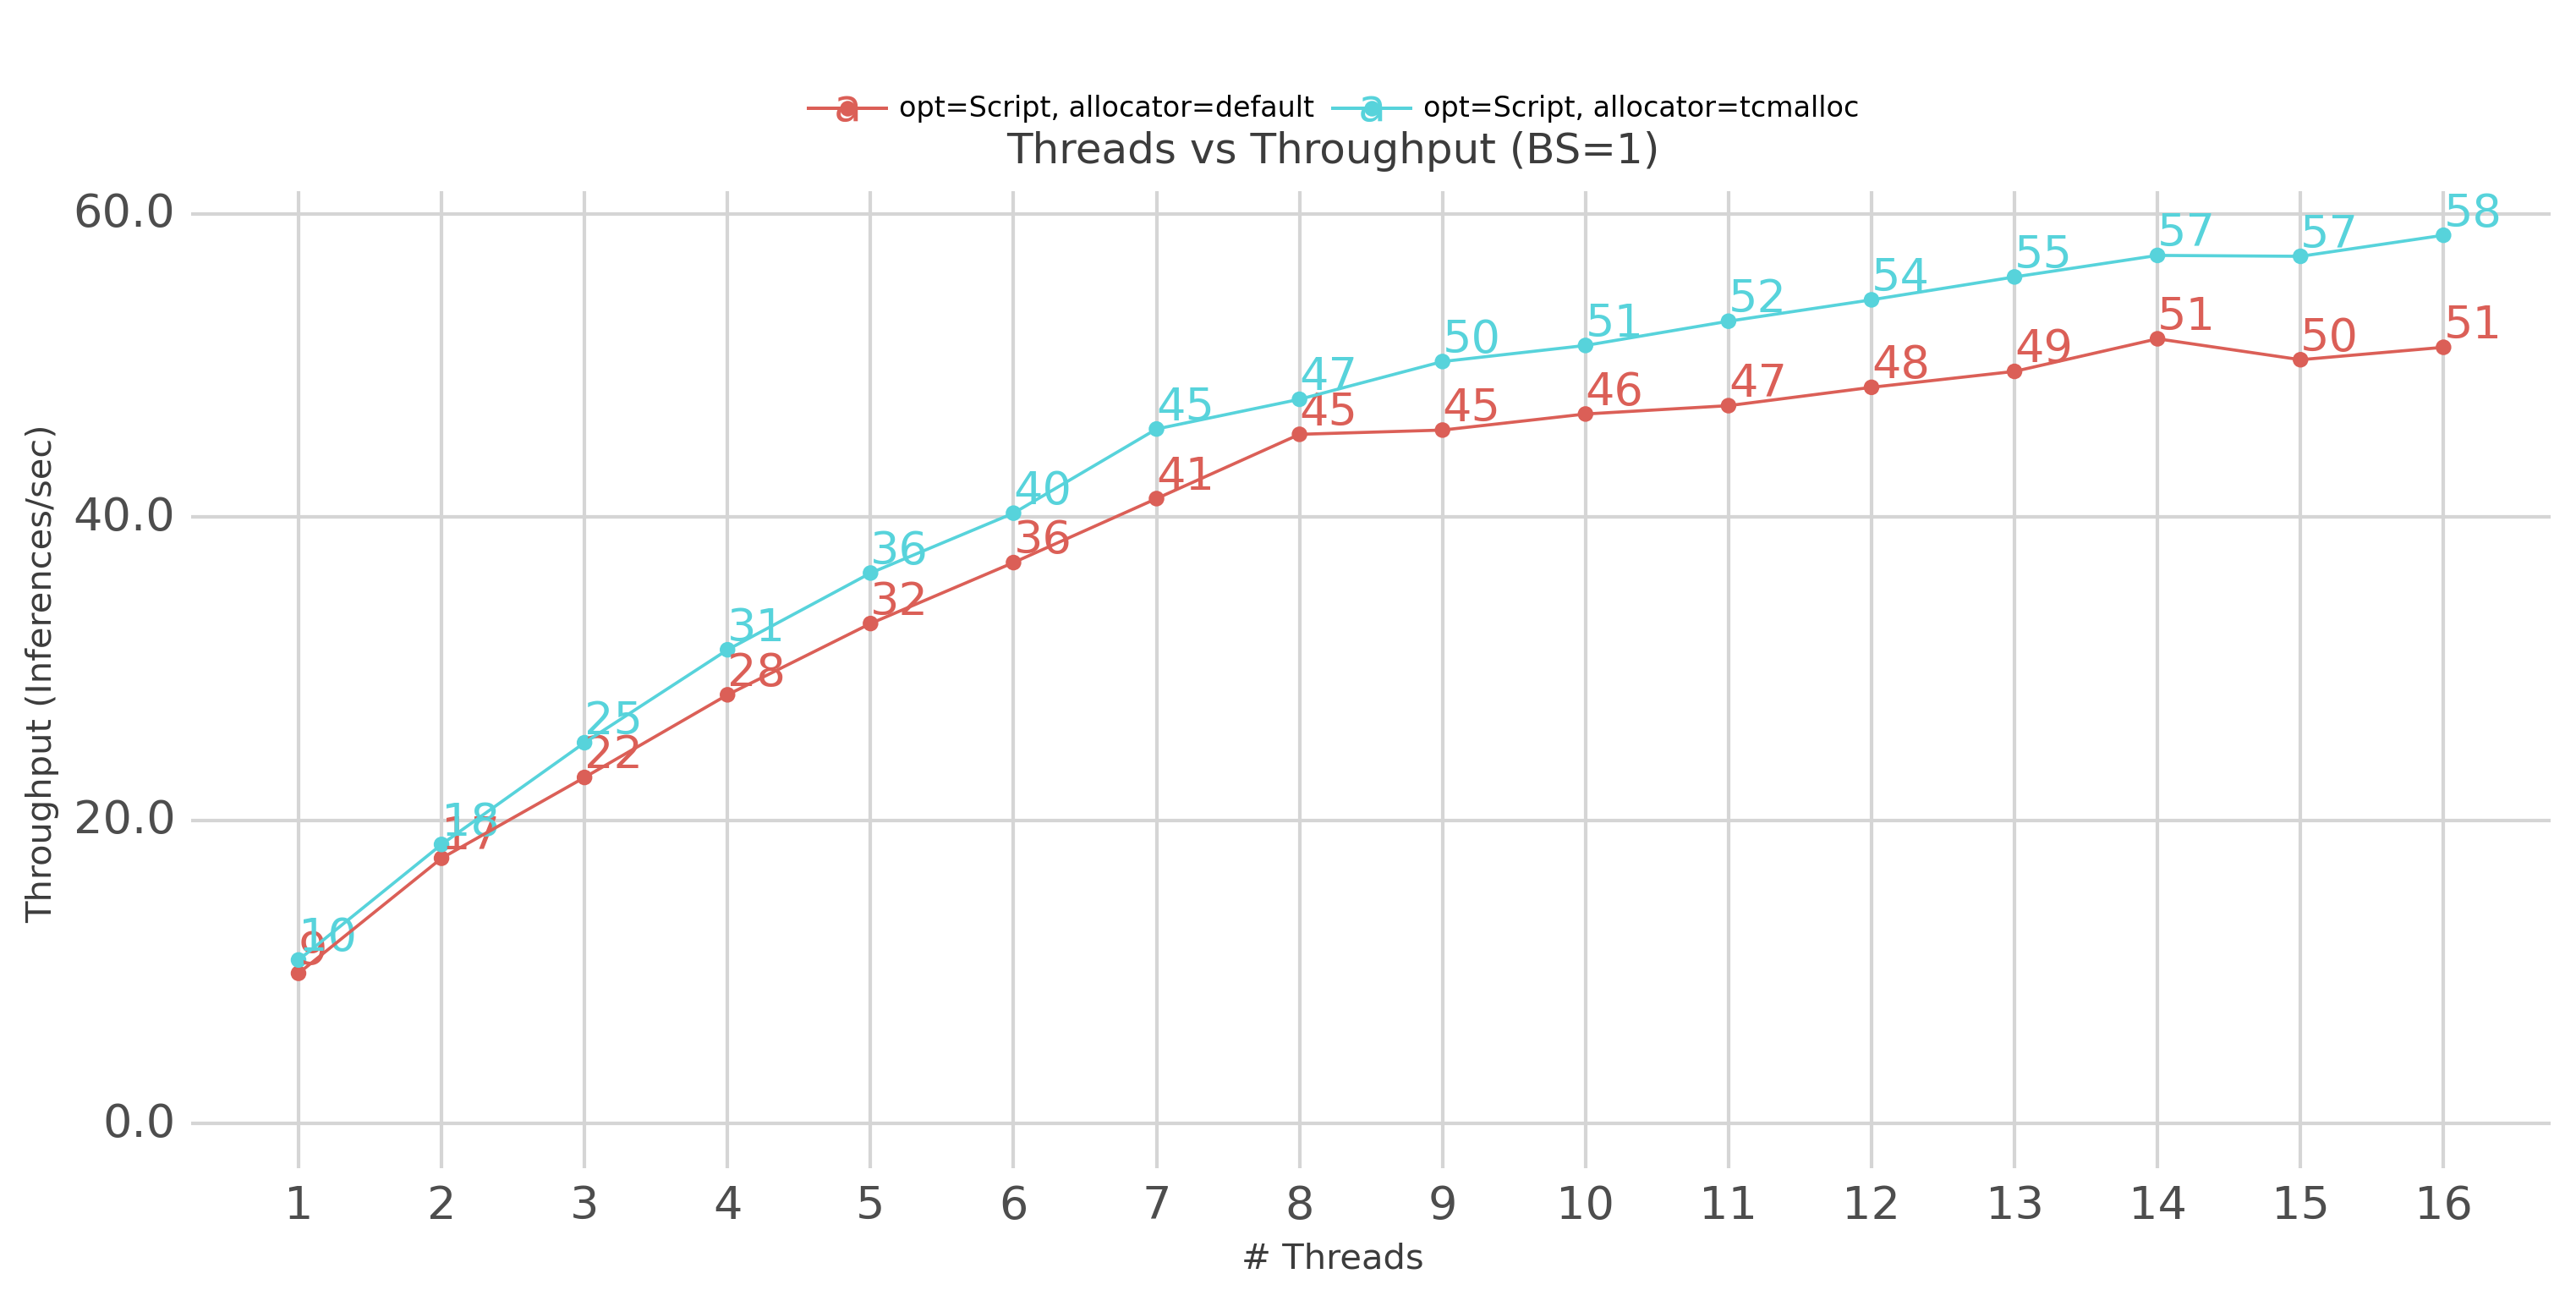 a opt=Script, allocator=default a opt=Script, allocator=tcmalloc
Threads vs Throughput (BS=1)
Throughput (Inferences/sec)
60.0
40.0
20.0
0.0
10 18 25 31 36 40 45 47 50 51 52 54 55 57 57 58
9 17 22 28 32 36 41 45 45 46 47 48 49 51 50 51
1 2 3 4 5 6 7 8 9 10 11 12 13 14 15 16
# Threads